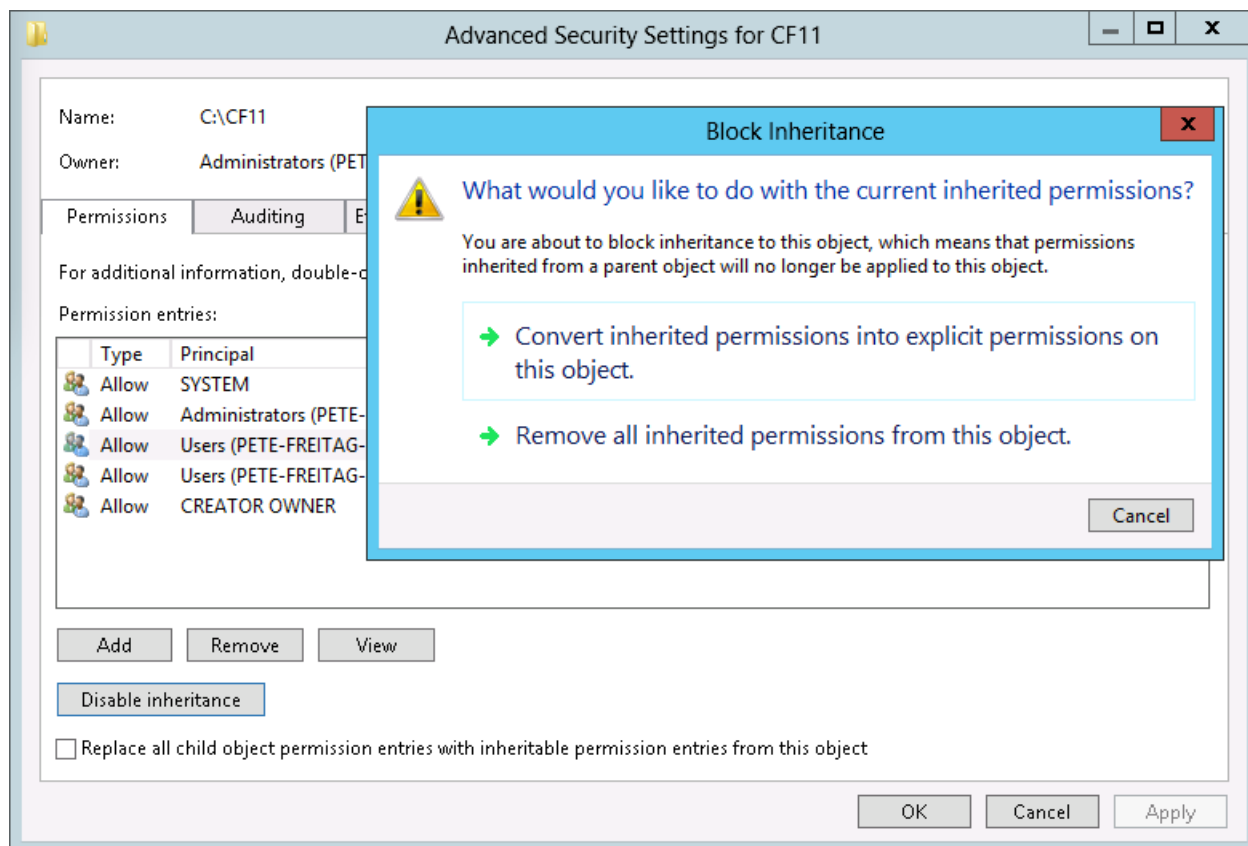 Advanced Security Settings for CF11
Name: C:\CF11
Owner: Administrators (PET
Permissions Auditing
For additional information, double-c
Permission entries:
Type Principal
Allow SYSTEM
Allow Administrators (PETE-
Allow Users (PETE-FREITAG-
Allow Users (PETE-FREITAG-
Allow CREATOR OWNER
Block Inheritance
What would you like to do with the current inherited permissions?
You are about to block inheritance to this object, which means that permissions
inherited from a parent object will no longer be applied to this object.
Convert inherited permissions into explicit permissions on
this object.
Remove all inherited permissions from this object.
Cancel
Add Remove View
Disable inheritance
Replace all child object permission entries with inheritable permission entries from this object
OK Cancel Apply